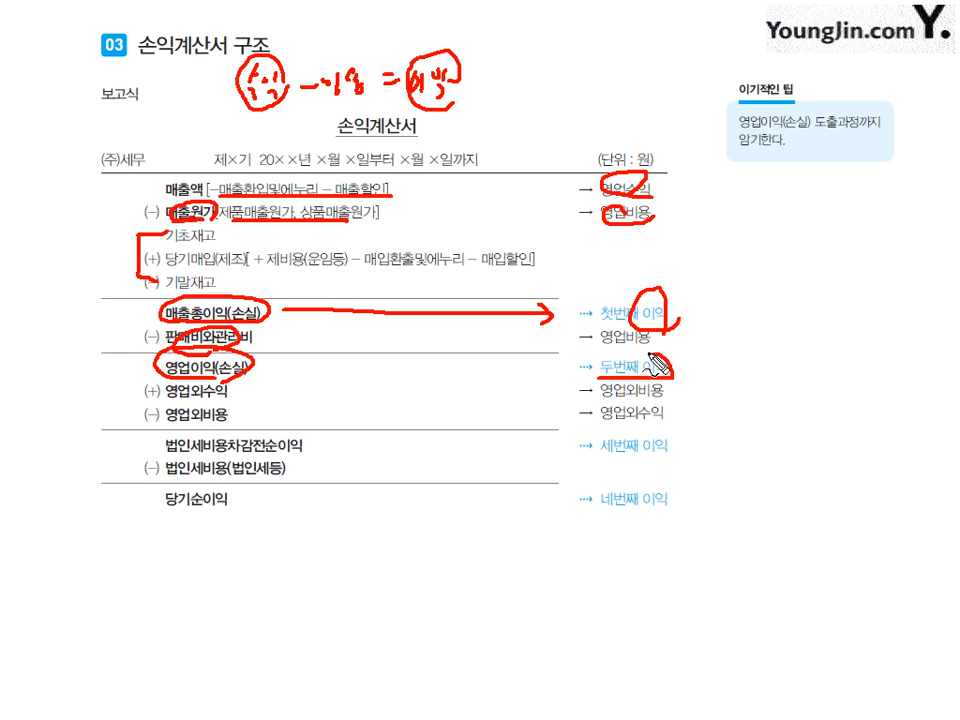 Younglin.com Y.
03 손익계산서 구조
수익 - 비용 = 이익
이기적인 팁
영업이익(손실) 도출과정까지
암기한다.
보고식
손익계산서
(주)세무 제×기 20××년 ×월 ×일부터 ×월 ×일까지 (단위 : 원)
매출액 [-매출환입및에누리 - 매출할인] → 영업수익
(-) 매출원가[제품매출원가, 상품매출원가] → 영업비용
기초재고
(+) 당기매입(제조)[ + 제비용(운임등) - 매입환출및에누리 - 매입할인]
(-) 기말재고
매출총이익(손실) ⋯→ 첫번째 이익
(-) 판매비와관리비 → 영업비용
영업이익(손실) ⋯→ 두번째 이익
(+) 영업외수익 → 영업외비용
(-) 영업외비용 → 영업외수익
법인세비용차감전순이익 ⋯→ 세번째 이익
(-) 법인세비용(법인세등)
당기순이익 ⋯→ 네번째 이익